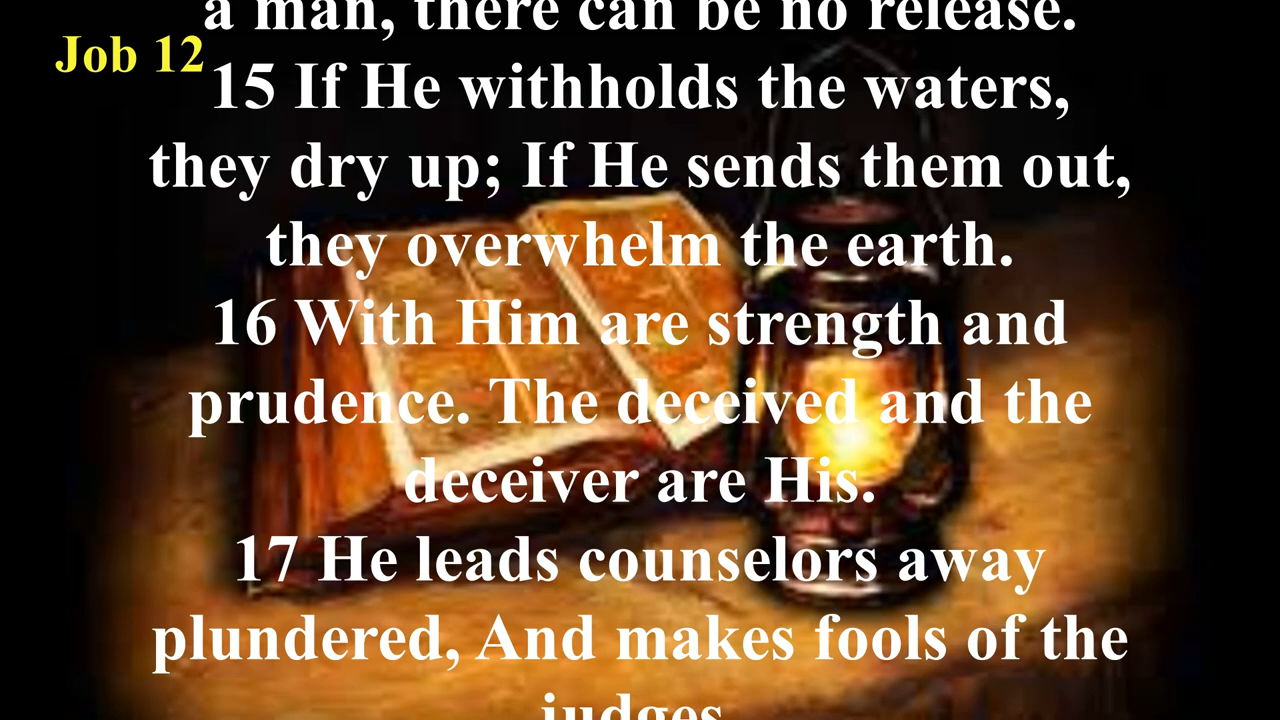 a man, there can be no release.
Job 12
15 If He withholds the waters,
they dry up; If He sends them out,
they overwhelm the earth.
16 With Him are strength and
prudence. The deceived and the
deceiver are His.
17 He leads counselors away
plundered, And makes fools of the
judges.